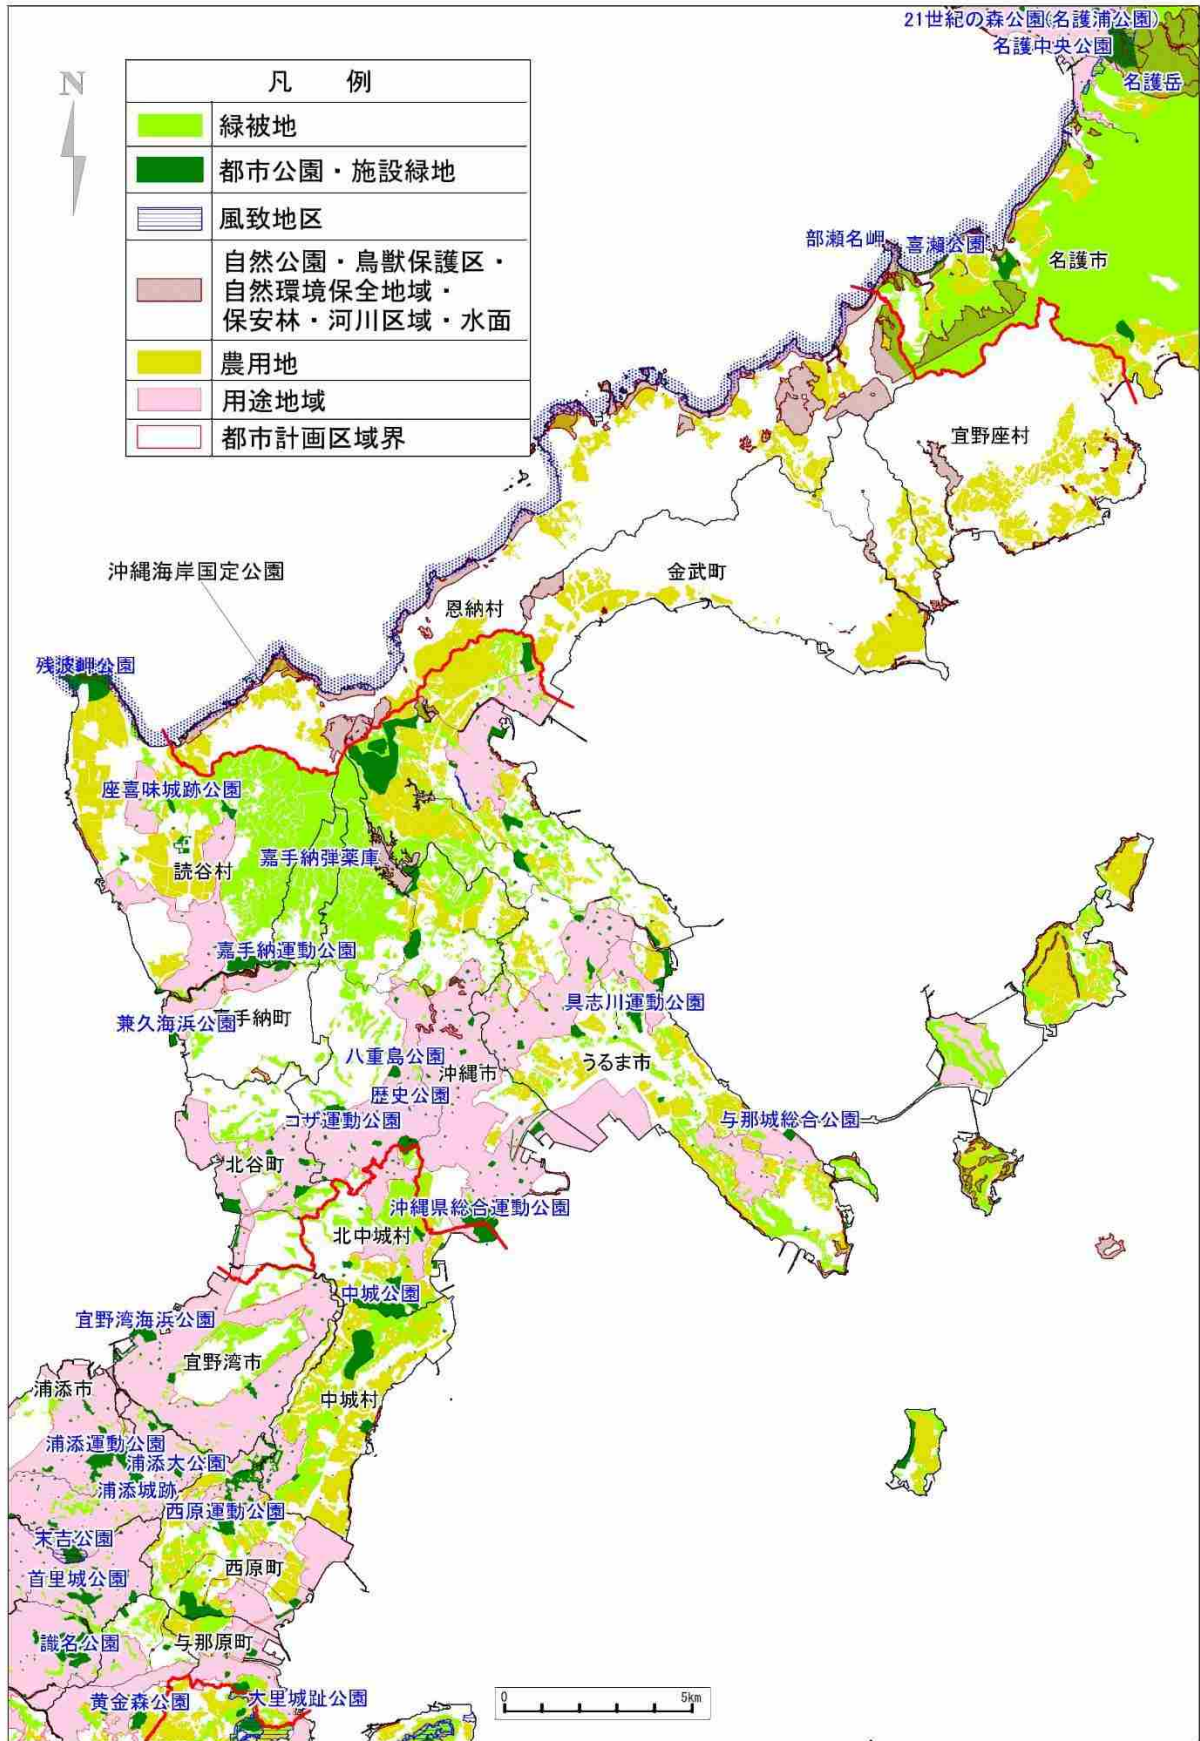 21世紀の森公園(名護浦公園)
名護中央公園
名護岳
N
凡 例
緑被地
都市公園・施設緑地
風致地区
自然公園・鳥獣保護区・
自然環境保全地域・
保安林・河川区域・水面
農用地
用途地域
都市計画区域界
部瀬名岬
喜瀬公園
名護市
宜野座村
金武町
沖縄海岸国定公園
恩納村
残波岬公園
座喜味城跡公園
読谷村
嘉手納弾薬庫
嘉手納運動公園
兼久海浜公園
嘉手納町
具志川運動公園
八重島公園
沖縄市
うるま市
歴史公園
コザ運動公園
与那城総合公園
北谷町
沖縄県総合運動公園
北中城村
中城公園
宜野湾海浜公園
宜野湾市
浦添市
中城村
浦添運動公園
浦添大公園
浦添城跡
西原運動公園
末吉公園
西原町
首里城公園
識名公園
与那原町
黄金森公園
大里城趾公園
0 5km